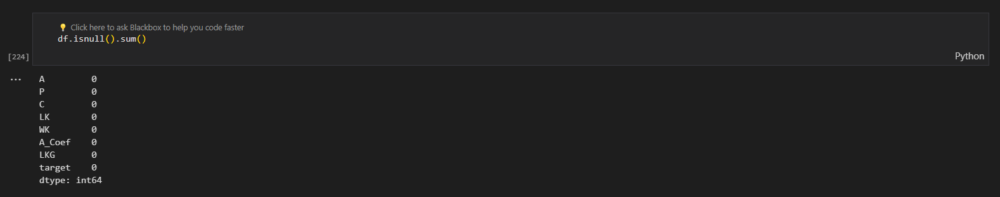 💡 Click here to ask Blackbox to help you code faster
df.isnull().sum()
[224]
Python
...
A 0
P 0
C 0
LK 0
WK 0
A_Coef 0
LKG 0
target 0
dtype: int64